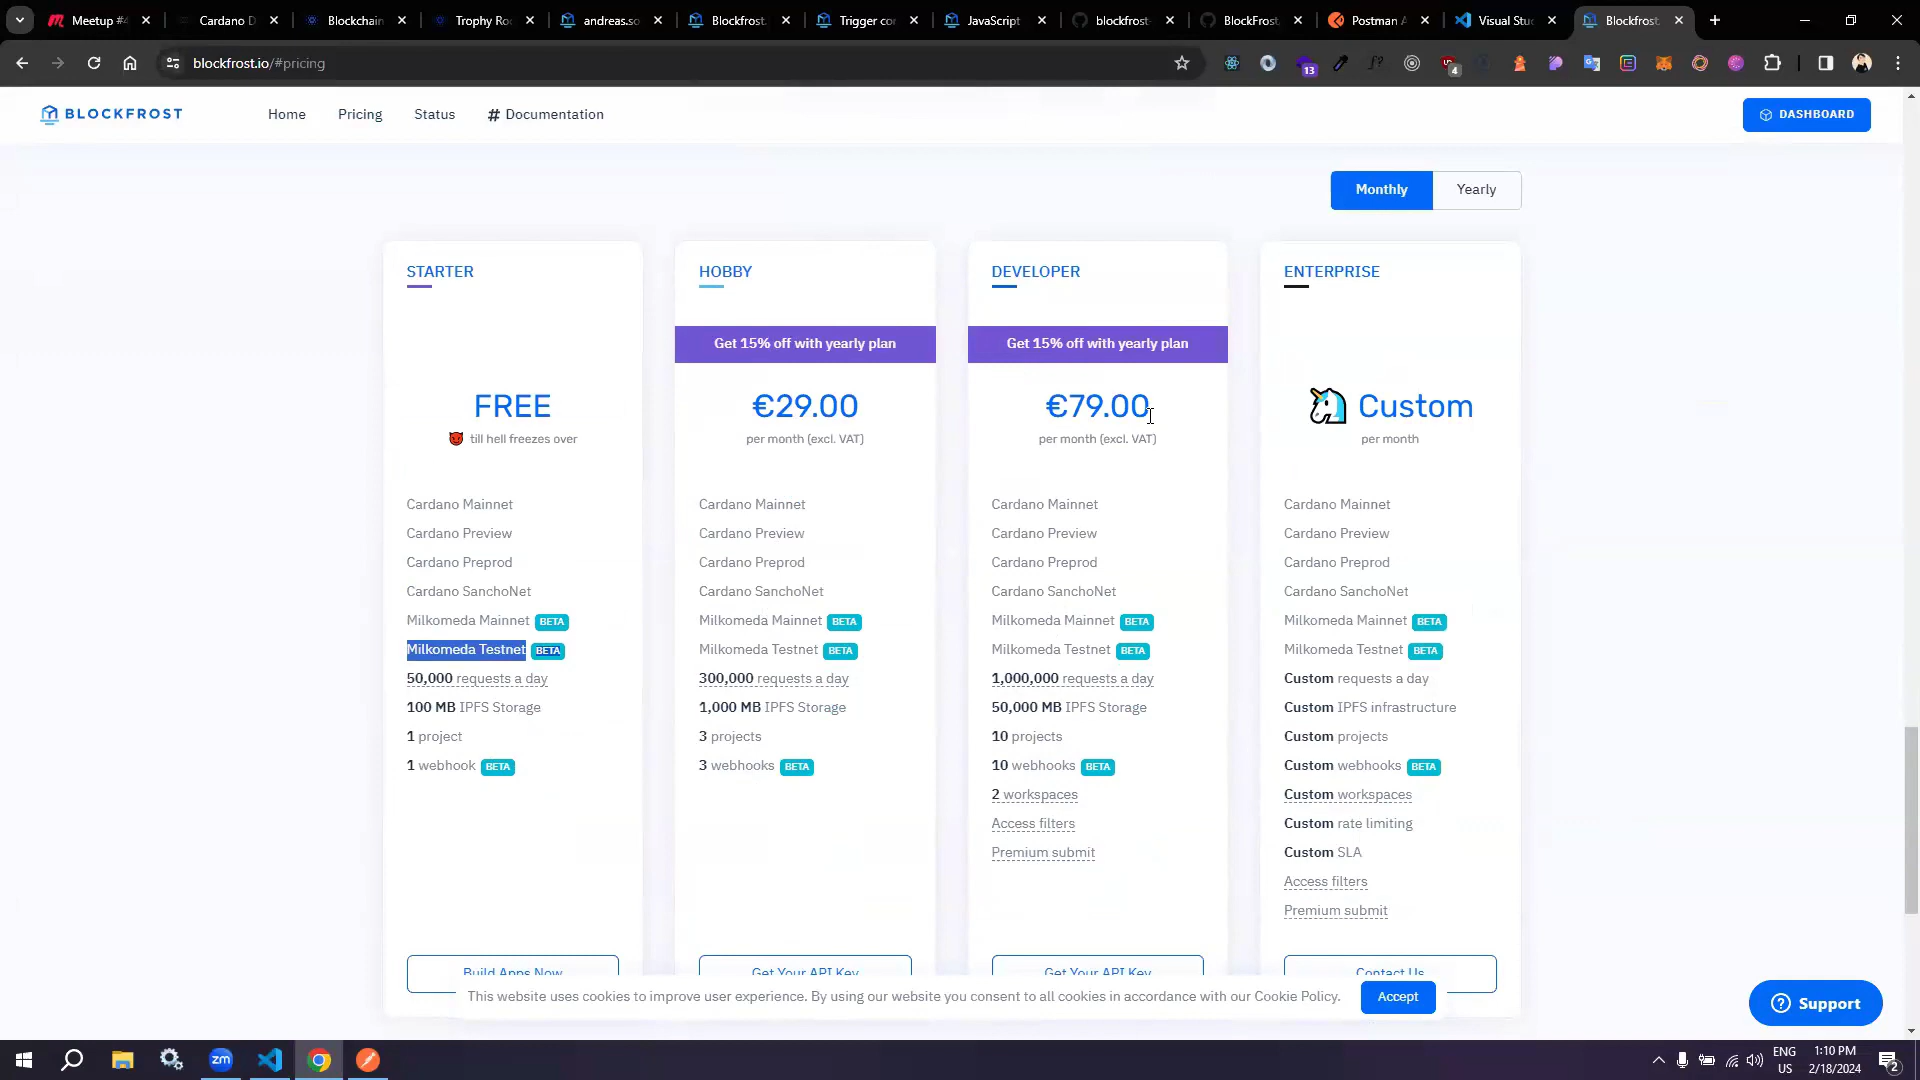 Meetup #4
Cardano D
Blockchain
Trophy Roo
andreas.so
Blockfrost.
Trigger co
JavaScript
blockfrost-
BlockFrost
Postman A
Visual Stu
Blockfrost
blockfrost.io/#pricing
13
4
BLOCKFROST
Home
Pricing
Status
# Documentation
DASHBOARD
Monthly
Yearly
STARTER
FREE
till hell freezes over
Cardano Mainnet
Cardano Preview
Cardano Preprod
Cardano SanchoNet
Milkomeda Mainnet BETA
Milkomeda Testnet BETA
50,000 requests a day
100 MB IPFS Storage
1 project
1 webhook BETA
Build Apps Now
HOBBY
Get 15% off with yearly plan
€29.00
per month (excl. VAT)
Cardano Mainnet
Cardano Preview
Cardano Preprod
Cardano SanchoNet
Milkomeda Mainnet BETA
Milkomeda Testnet BETA
300,000 requests a day
1,000 MB IPFS Storage
3 projects
3 webhooks BETA
Get Your API Key
DEVELOPER
Get 15% off with yearly plan
€79.00
per month (excl. VAT)
Cardano Mainnet
Cardano Preview
Cardano Preprod
Cardano SanchoNet
Milkomeda Mainnet BETA
Milkomeda Testnet BETA
1,000,000 requests a day
50,000 MB IPFS Storage
10 projects
10 webhooks BETA
2 workspaces
Access filters
Premium submit
Get Your API Key
ENTERPRISE
Custom
per month
Cardano Mainnet
Cardano Preview
Cardano Preprod
Cardano SanchoNet
Milkomeda Mainnet BETA
Milkomeda Testnet BETA
Custom requests a day
Custom IPFS infrastructure
Custom projects
Custom webhooks BETA
Custom workspaces
Custom rate limiting
Custom SLA
Access filters
Premium submit
Contact Us
This website uses cookies to improve user experience. By using our website you consent to all cookies in accordance with our Cookie Policy.
Accept
Support
zm
ENG
US
1:10 PM
2/18/2024
2